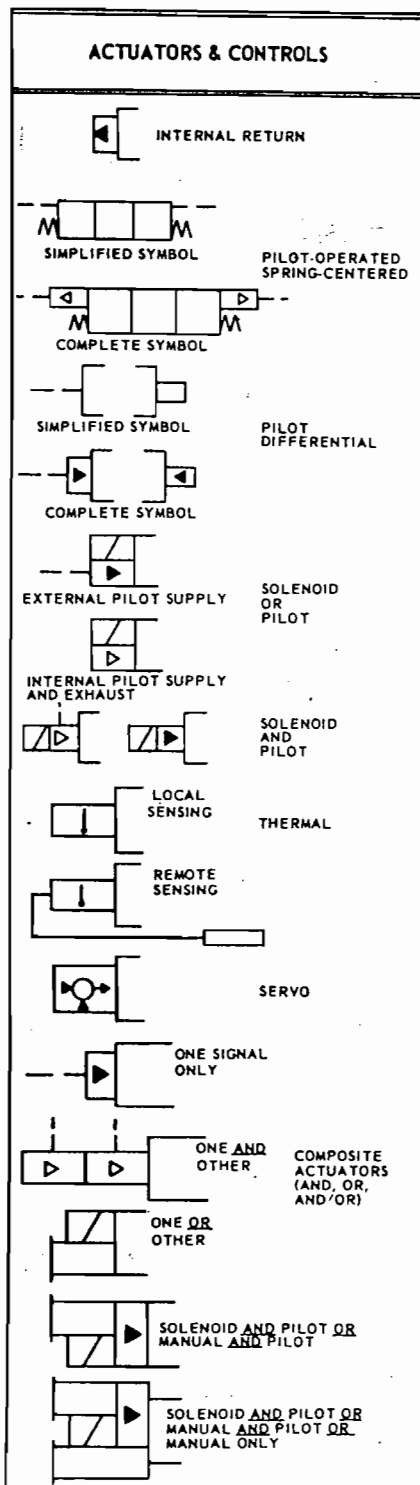 ACTUATORS & CONTROLS
INTERNAL RETURN
SIMPLIFIED SYMBOL
PILOT-OPERATED
SPRING-CENTERED
COMPLETE SYMBOL
SIMPLIFIED SYMBOL
PILOT
DIFFERENTIAL
COMPLETE SYMBOL
EXTERNAL PILOT SUPPLY
SOLENOID
OR
PILOT
INTERNAL PILOT SUPPLY
AND EXHAUST
SOLENOID
AND
PILOT
LOCAL
SENSING
THERMAL
REMOTE
SENSING
SERVO
ONE SIGNAL
ONLY
ONE AND
OTHER
COMPOSITE
ACTUATORS
(AND, OR,
AND/OR)
ONE OR
OTHER
SOLENOID AND PILOT OR
MANUAL AND PILOT
SOLENOID AND PILOT OR
MANUAL AND PILOT OR
MANUAL ONLY